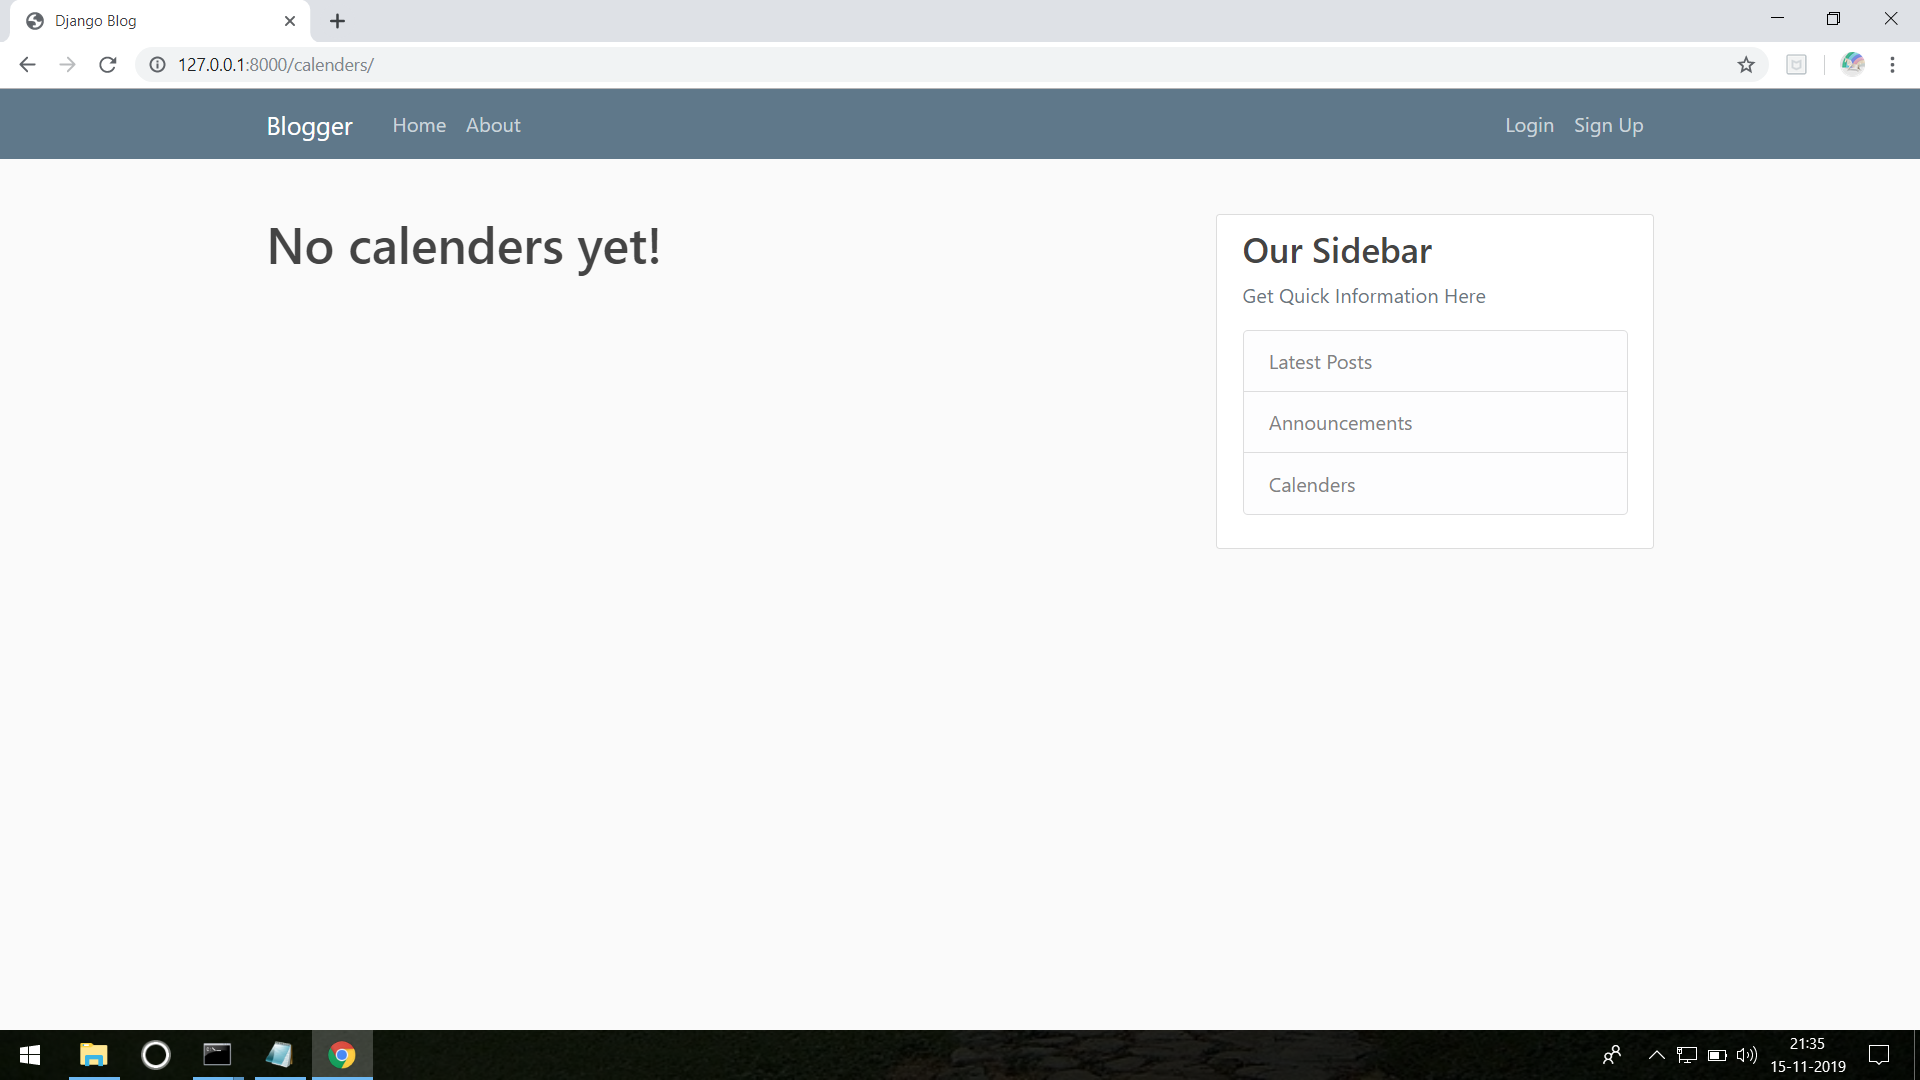 Django Blog
127.0.0.1:8000/calenders/
Blogger Home About Login Sign Up
No calenders yet!
Our Sidebar
Get Quick Information Here
Latest Posts
Announcements
Calenders
21:35
15-11-2019